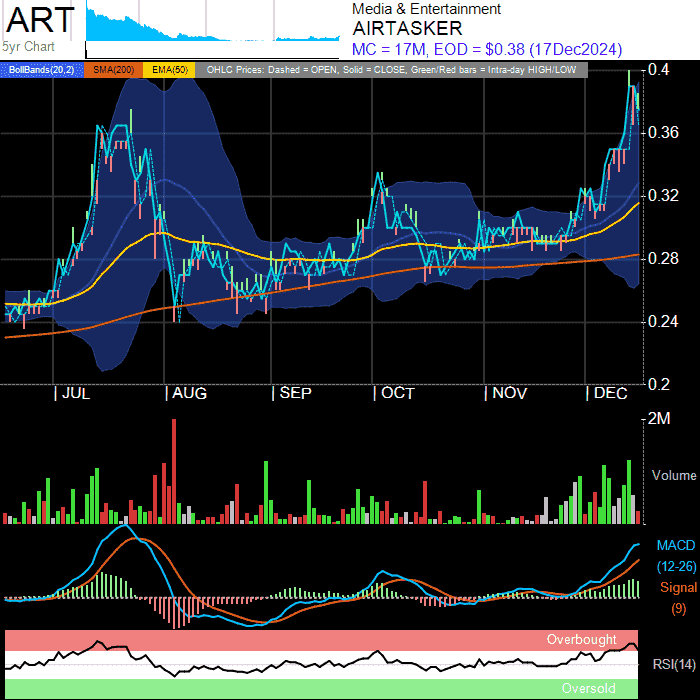 ART
5yr Chart
Media & Entertainment
AIRTASKER
MC = 17M, EOD = $0.38 (17Dec2024)
BollBands(20,2) SMA(200) EMA(50) OHLC Prices: Dashed = OPEN, Solid = CLOSE, Green/Red bars = Intra-day HIGH/LOW
0.4
0.36
0.32
0.28
0.24
0.2
JUL AUG SEP OCT NOV DEC
2M
Volume
MACD
(12-26)
Signal
(9)
Overbought
RSI(14)
Oversold